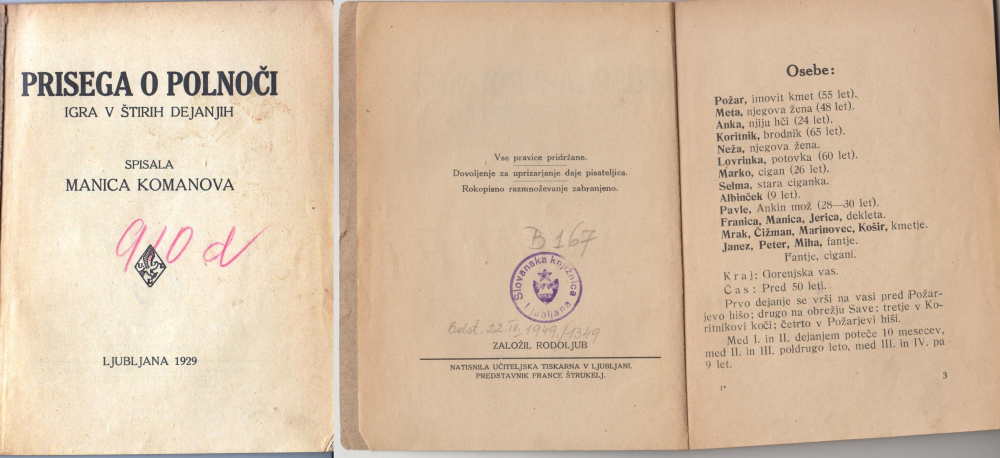 PRISEGA O POLNOČI
IGRA V ŠTIRIH DEJANJIH
SPISALA
MANICA KOMANOVA
910 d
LJUBLJANA 1929
Vse pravice pridržane.
Dovoljenje za uprizarjanje daje pisateljica.
Rokopisno razmnoževanje zabranjeno.
B 167
Slovanska knjižnica
Ljubljana
Odst. 22. IV. 1949/1349
ZALOŽIL RODOLJUB
NATISNILA UČITELJSKA TISKARNA V LJUBLJANI.
PREDSTAVNIK FRANCE ŠTRUKELJ.
Osebe:
Požar, imovit kmet (55 let).
Meta, njegova žena (48 let).
Anka, njiju hči (24 let).
Koritnik, brodnik (65 let).
Neža, njegova žena.
Lovrinka, potovka (60 let).
Marko, cigan (26 let).
Selma, stara ciganka.
Albinček (9 let).
Pavle, Ankin mož (28—30 let).
Franica, Manica, Jerica, dekleta.
Mrak, Čižman, Marinovec, Košir, kmetje.
Janez, Peter, Miha, fantje.
Fantje, cigani.
Kraj: Gorenjska vas.
Čas: Pred 50 leti.
Prvo dejanje se vrši na vasi pred Požar-
jevo hišo; drugo na obrežju Save; tretje v Ko-
ritnikovi koči; četrto v Požarjevi hiši.
Med I. in II. dejanjem poteče 10 mesecev,
med II. in III. poldrugo leto, med III. in IV. pa
9 let.
1*
3